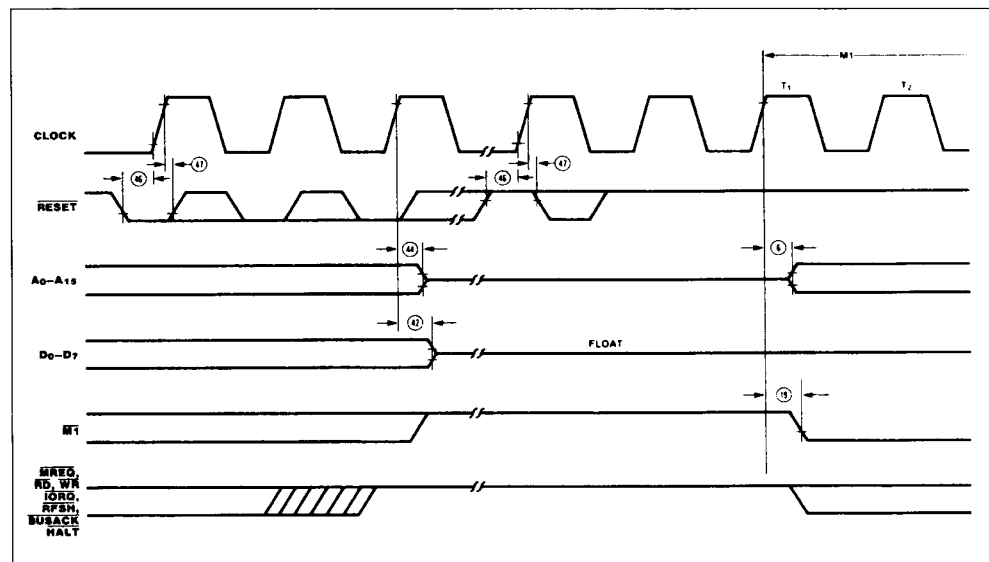 M1
T1 T2
CLOCK
46 47 46 47
RESET
44 6
A0–A15
42
D0–D7 FLOAT
19
M1
MREQ,
RD, WR
IORQ,
RFSH,
BUSACK
HALT